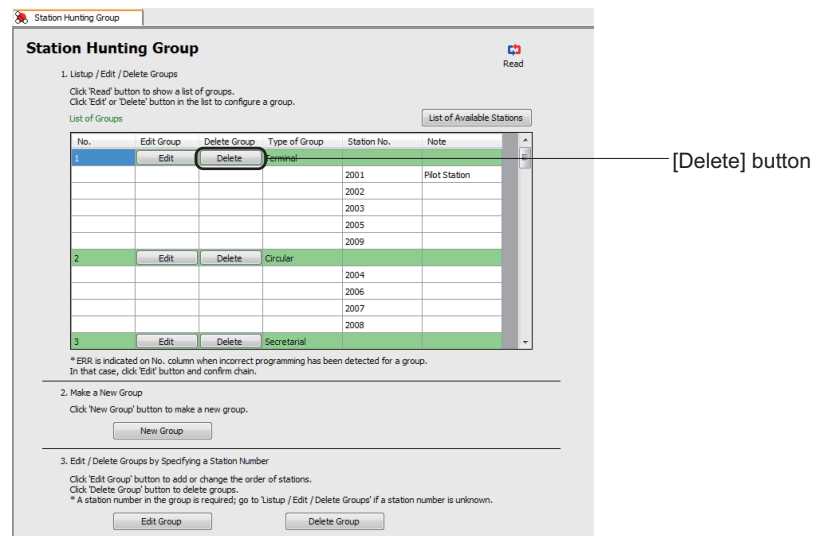 Station Hunting Group
Station Hunting Group
Read
1. Listup / Edit / Delete Groups
Click 'Read' button to show a list of groups.
Click 'Edit' or 'Delete' button in the list to configure a group.
List of Groups
List of Available Stations
No. Edit Group Delete Group Type of Group Station No. Note
1 Edit Delete Terminal
[Delete] button
2001 Pilot Station
2002
2003
2005
2009
2 Edit Delete Circular
2004
2006
2007
2008
3 Edit Delete Secretarial
* ERR is indicated on No. column when incorrect programming has been detected for a group.
In that case, click 'Edit' button and confirm chain.
2. Make a New Group
Click 'New Group' button to make a new group.
New Group
3. Edit / Delete Groups by Specifying a Station Number
Click 'Edit Group' button to add or change the order of stations.
Click 'Delete Group' button to delete groups.
* A station number in the group is required; go to 'Listup / Edit / Delete Groups' if a station number is unknown.
Edit Group Delete Group